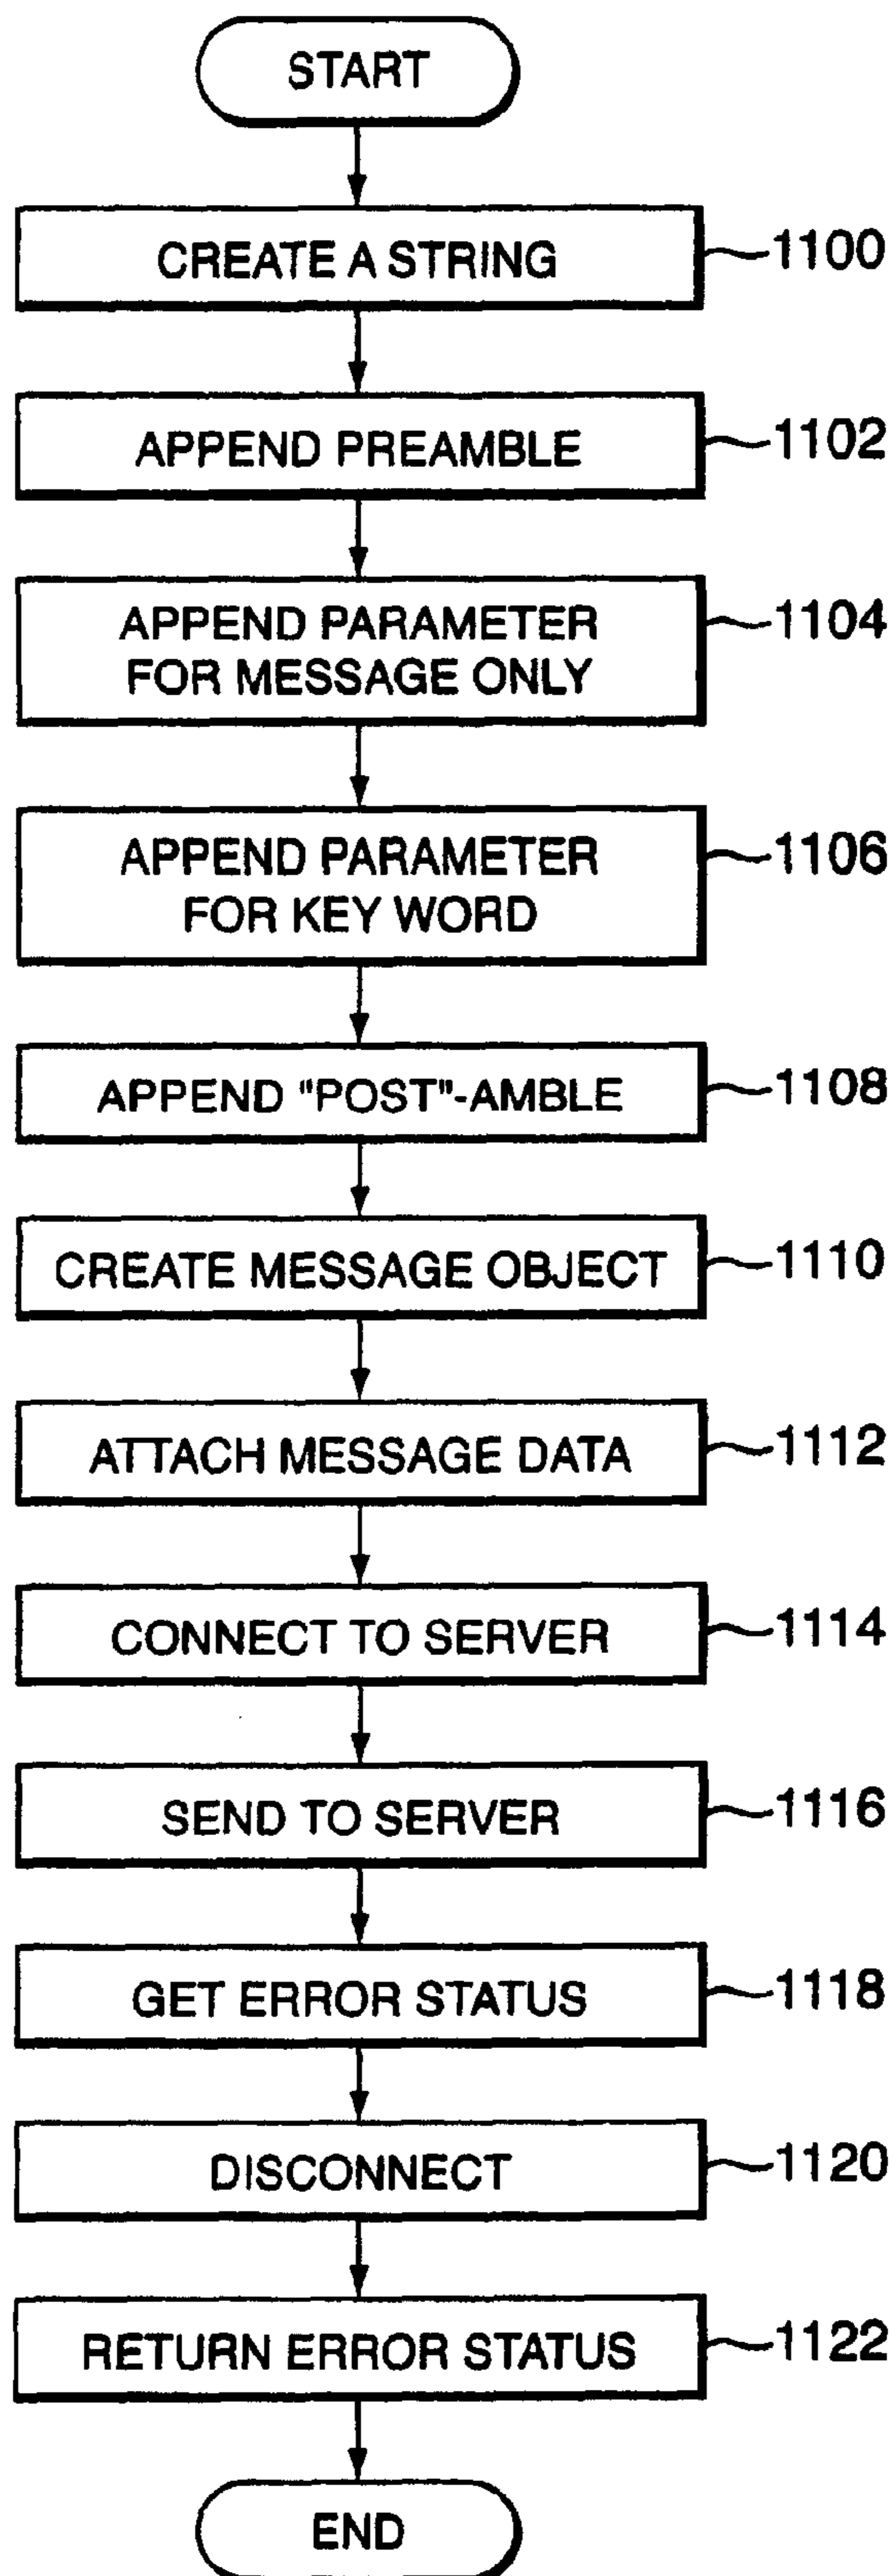 START
CREATE A STRING
1100
APPEND PREAMBLE
1102
APPEND PARAMETER
FOR MESSAGE ONLY
1104
APPEND PARAMETER
FOR KEY WORD
1106
APPEND "POST"-AMBLE
1108
CREATE MESSAGE OBJECT
1110
ATTACH MESSAGE DATA
1112
CONNECT TO SERVER
1114
SEND TO SERVER
1116
GET ERROR STATUS
1118
DISCONNECT
1120
RETURN ERROR STATUS
1122
END